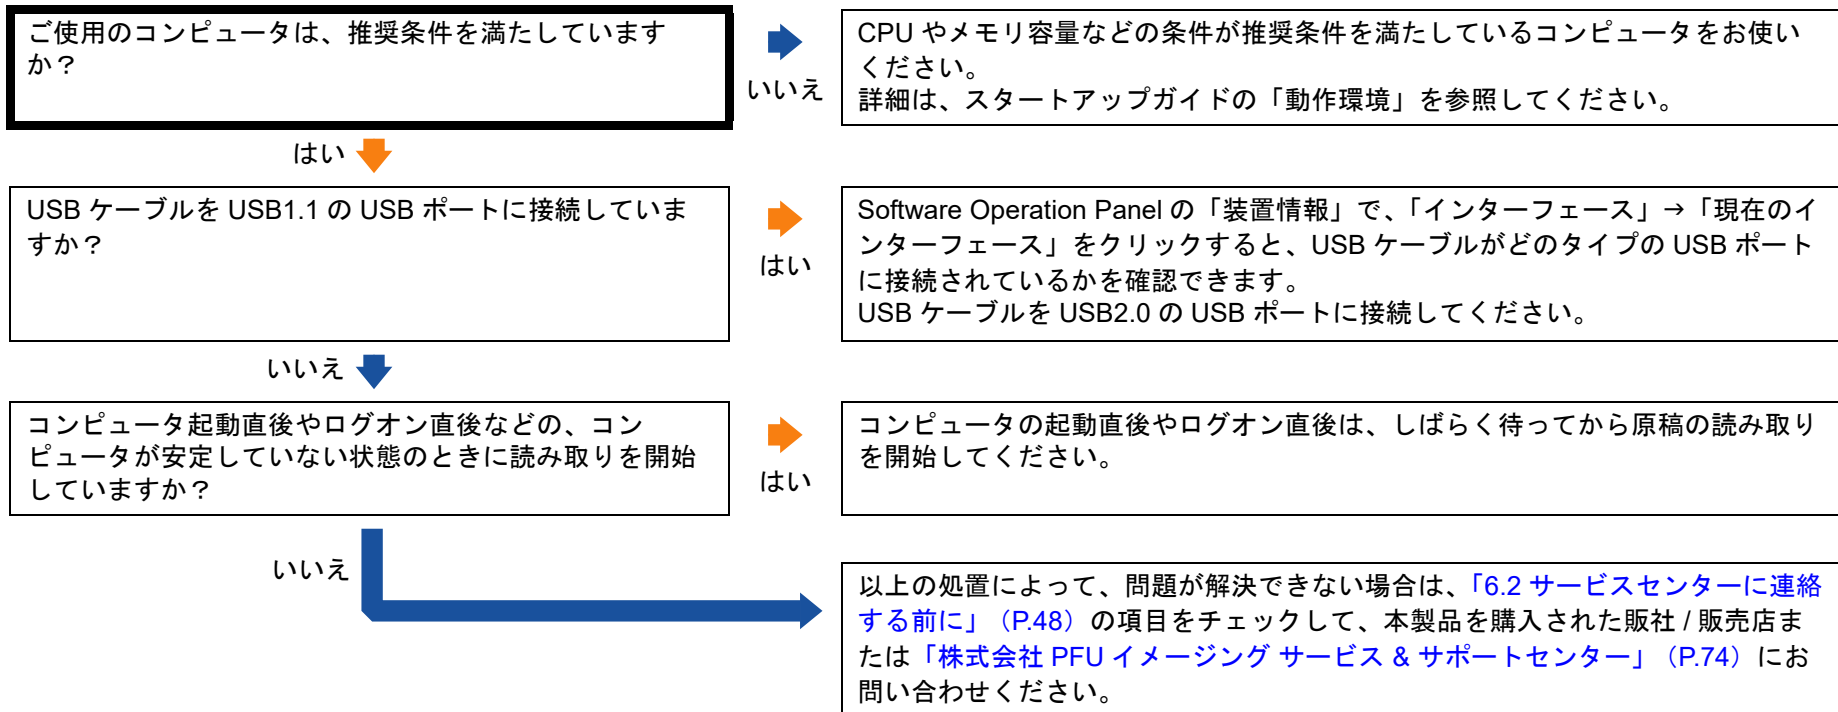 ご使用のコンピュータは、推奨条件を満たしています
か？
いいえ
CPU やメモリ容量などの条件が推奨条件を満たしているコンピュータをお使い
ください。
詳細は、スタートアップガイドの「動作環境」を参照してください。
はい
USB ケーブルを USB1.1 の USB ポートに接続していま
すか？
はい
Software Operation Panel の「装置情報」で、「インターフェース」→「現在のイ
ンターフェース」をクリックすると、USB ケーブルがどのタイプの USB ポート
に接続されているかを確認できます。
USB ケーブルを USB2.0 の USB ポートに接続してください。
いいえ
コンピュータ起動直後やログオン直後などの、コン
ピュータが安定していない状態のときに読み取りを開始
していますか？
はい
コンピュータの起動直後やログオン直後は、しばらく待ってから原稿の読み取り
を開始してください。
いいえ
以上の処置によって、問題が解決できない場合は、「6.2 サービスセンターに連絡
する前に」（P.48）の項目をチェックして、本製品を購入された販社 / 販売店ま
たは「株式会社 PFU イメージング サービス & サポートセンター」（P.74）にお
問い合わせください。